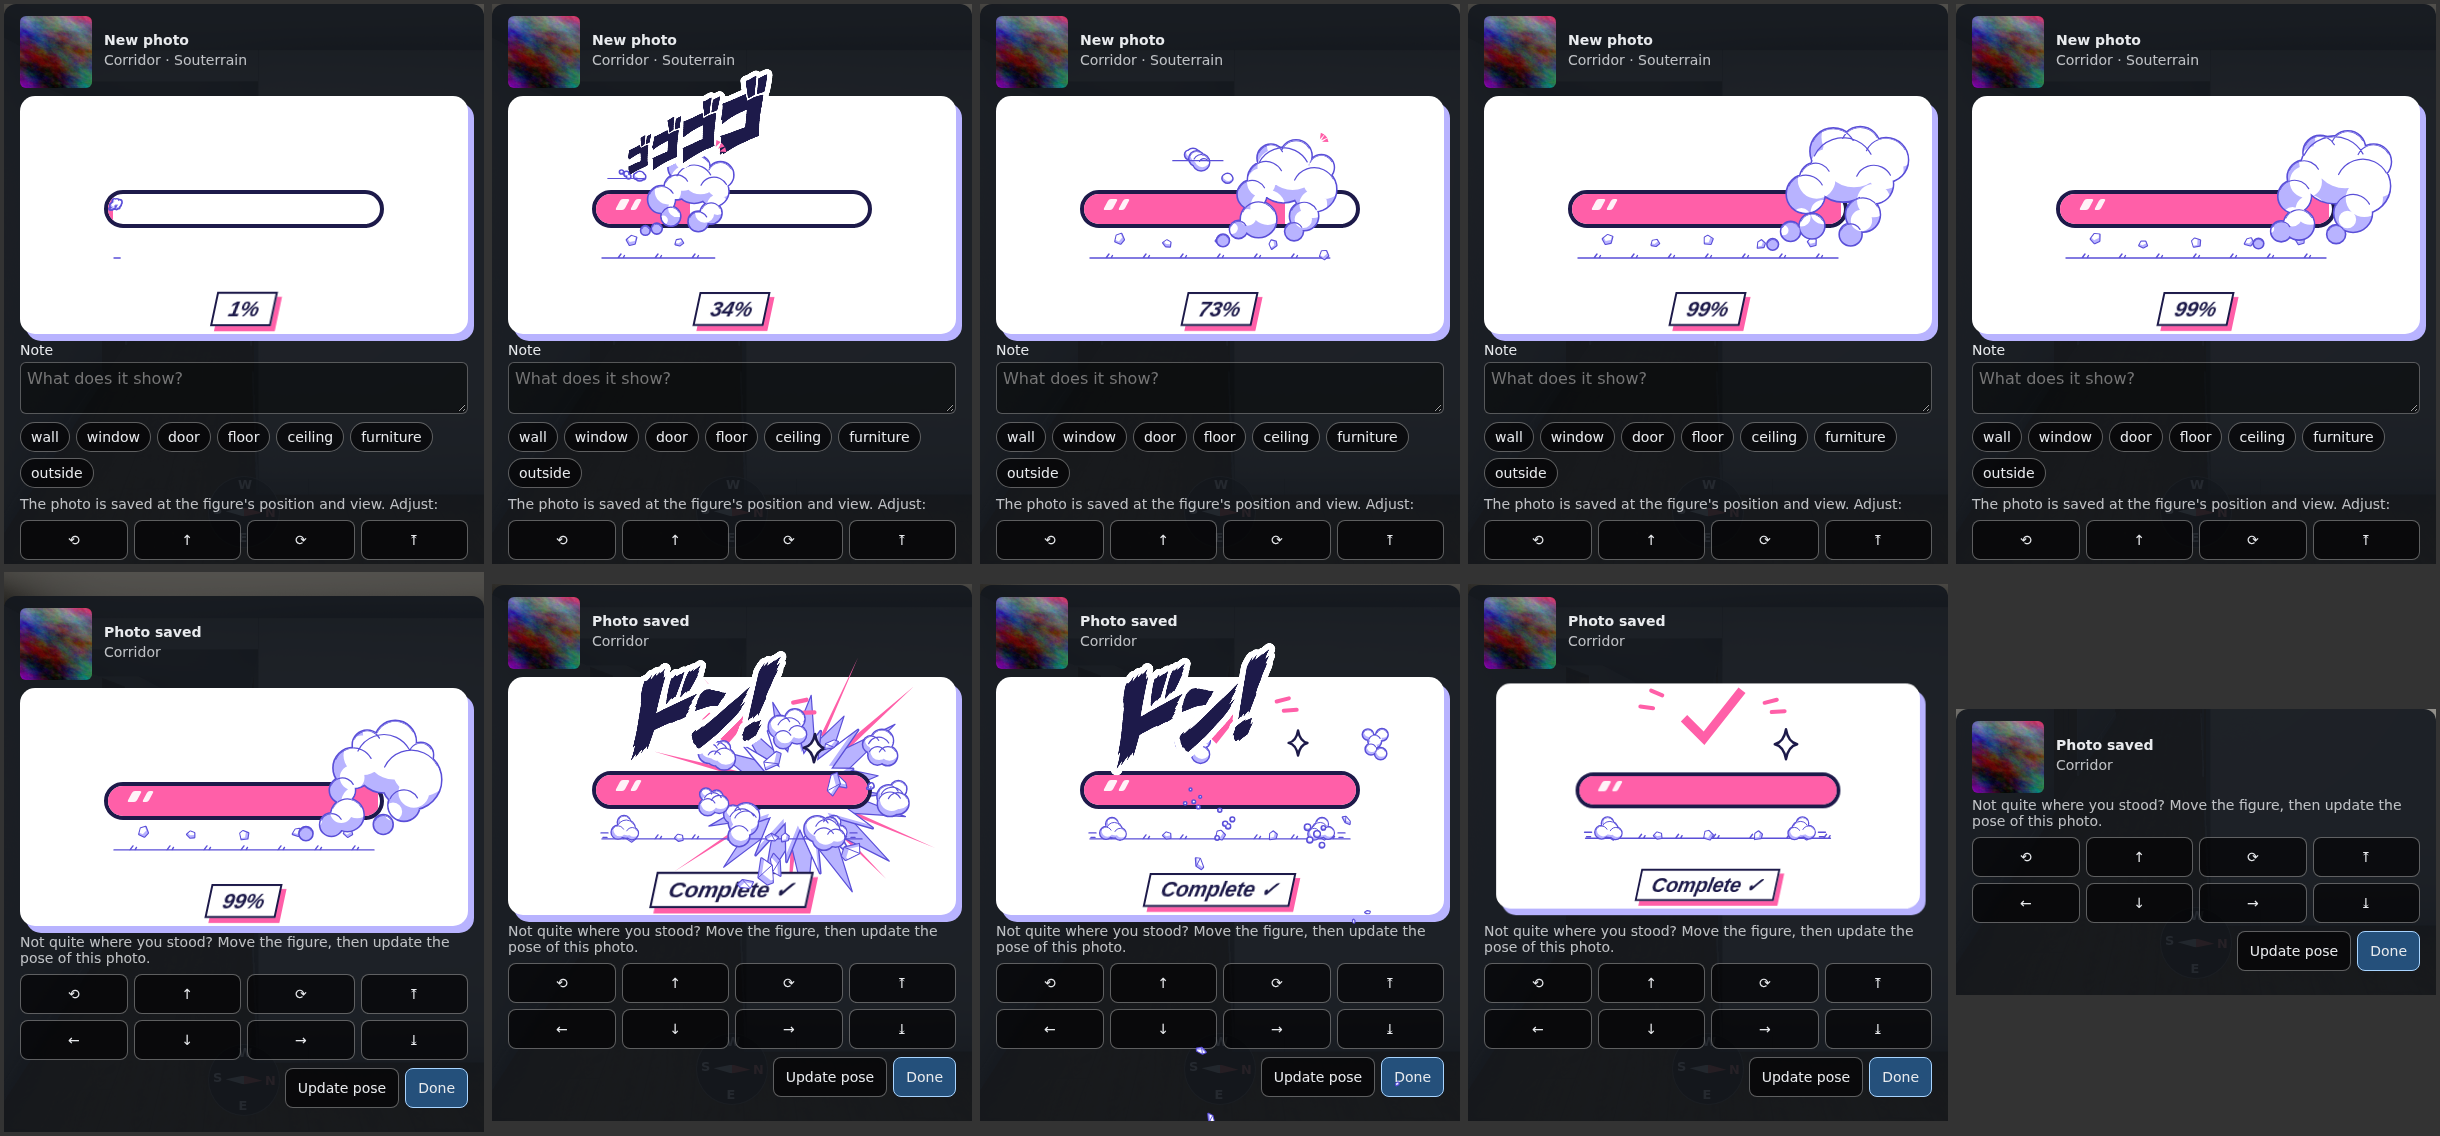 New photo
Corridor · Souterrain
1%
Note
What does it show?
wall window door floor ceiling furniture
outside
The photo is saved at the figure's position and view. Adjust:
⟲ ↑ ⟳ ⤒
New photo
Corridor · Souterrain
ゴゴゴゴ
34%
Note
What does it show?
wall window door floor ceiling furniture
outside
The photo is saved at the figure's position and view. Adjust:
⟲ ↑ ⟳ ⤒
New photo
Corridor · Souterrain
73%
Note
What does it show?
wall window door floor ceiling furniture
outside
The photo is saved at the figure's position and view. Adjust:
⟲ ↑ ⟳ ⤒
New photo
Corridor · Souterrain
99%
Note
What does it show?
wall window door floor ceiling furniture
outside
The photo is saved at the figure's position and view. Adjust:
⟲ ↑ ⟳ ⤒
New photo
Corridor · Souterrain
99%
Note
What does it show?
wall window door floor ceiling furniture
outside
The photo is saved at the figure's position and view. Adjust:
⟲ ↑ ⟳ ⤒
Photo saved
Corridor
99%
Not quite where you stood? Move the figure, then update the
pose of this photo.
⟲ ↑ ⟳ ⤒
← ↓ → ⤓
S N
E
Update pose Done
Photo saved
Corridor
ドン!
Complete ✓
Not quite where you stood? Move the figure, then update the
pose of this photo.
⟲ ↑ ⟳ ⤒
← ↓ → ⤓
S N
E
Update pose Done
Photo saved
Corridor
ドン!
Complete ✓
Not quite where you stood? Move the figure, then update the
pose of this photo.
⟲ ↑ ⟳ ⤒
← ↓ → ⤓
S N
E
Update pose Done
Photo saved
Corridor
Complete ✓
Not quite where you stood? Move the figure, then update the
pose of this photo.
⟲ ↑ ⟳ ⤒
← ↓ → ⤓
S N
E
Update pose Done
Photo saved
Corridor
Not quite where you stood? Move the figure, then update the
pose of this photo.
⟲ ↑ ⟳ ⤒
← ↓ → ⤓
S N
E
Update pose Done